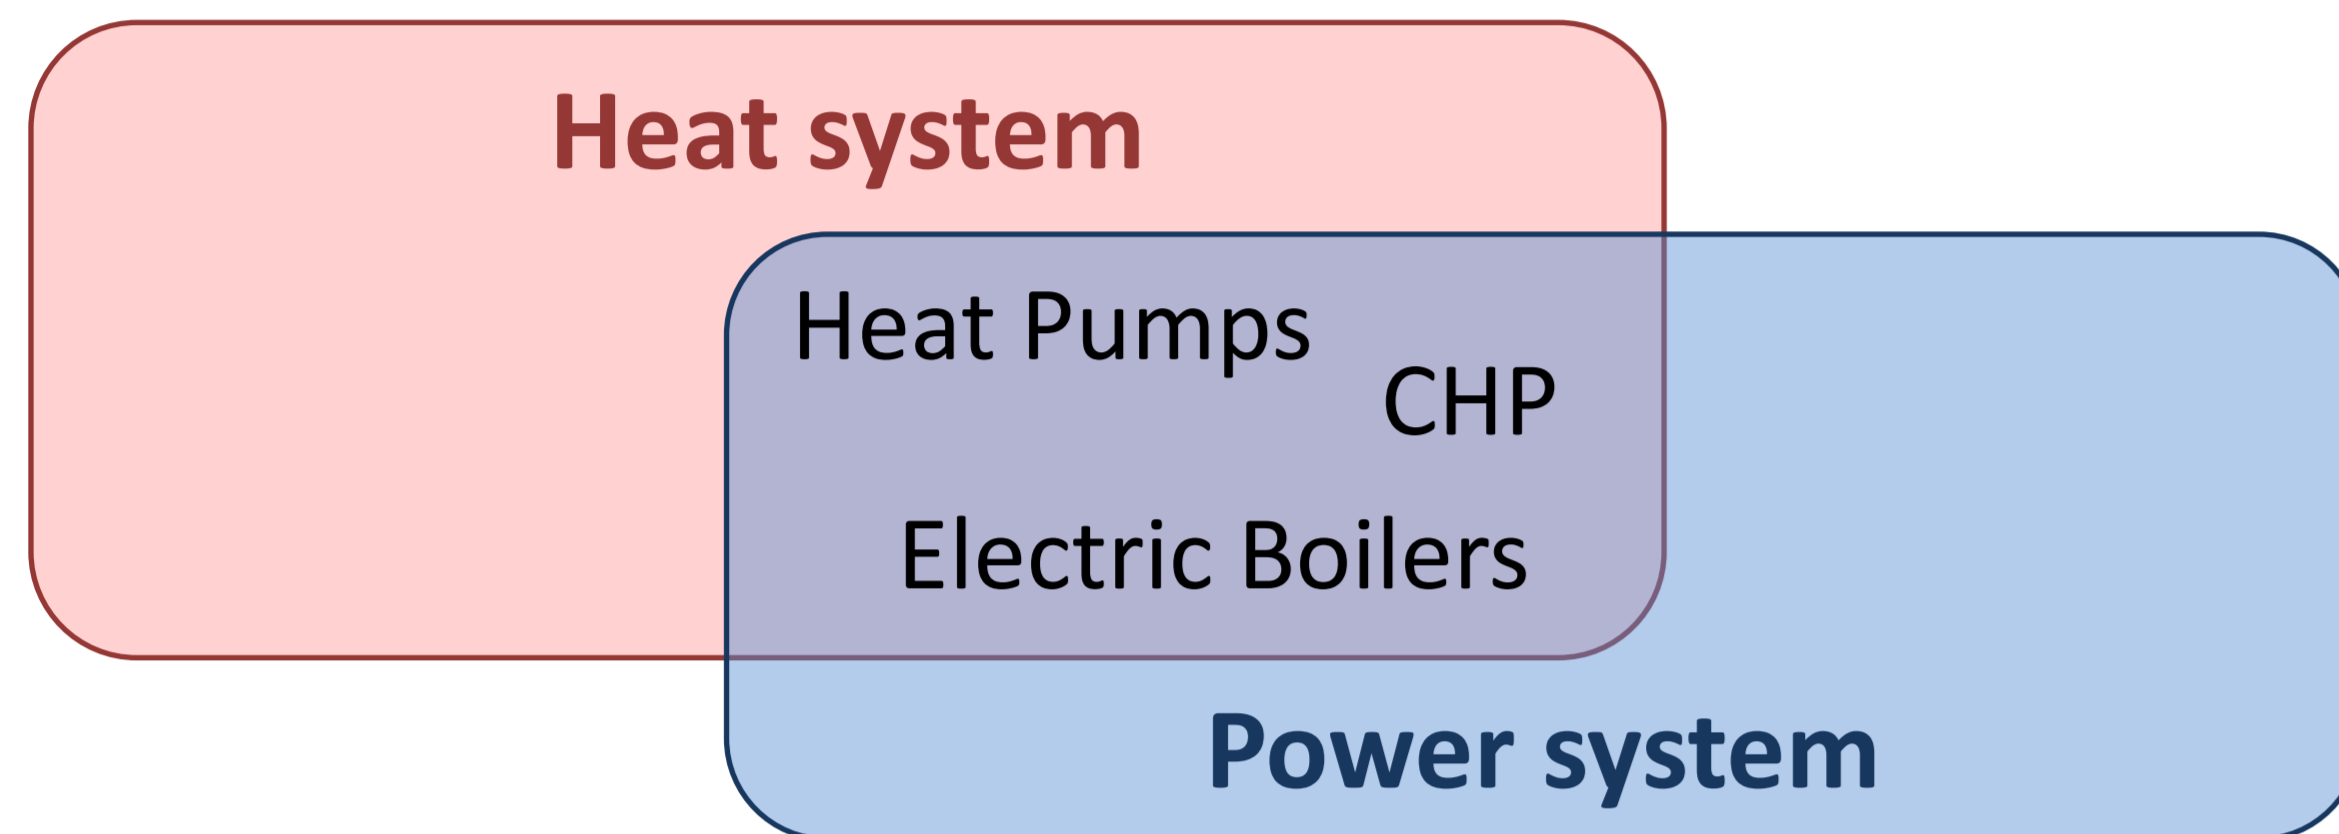 Heat system
Heat Pumps
CHP
Electric Boilers
Power system